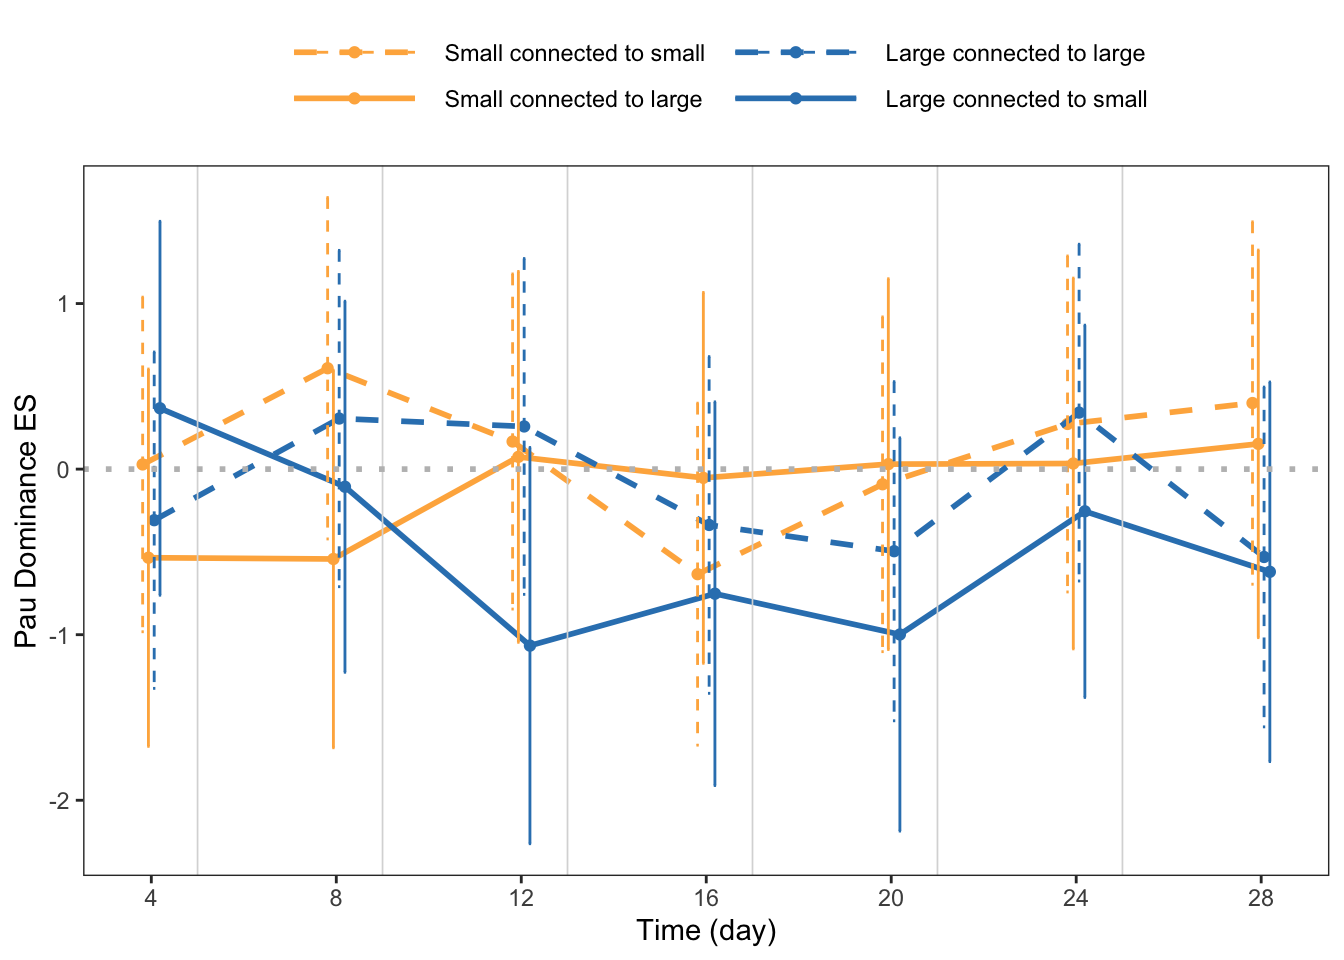 Small connected to small
Large connected to large
Small connected to large
Large connected to small
Pau Dominance ES
1
0
-1
-2
4
8
12
16
20
24
28
Time (day)